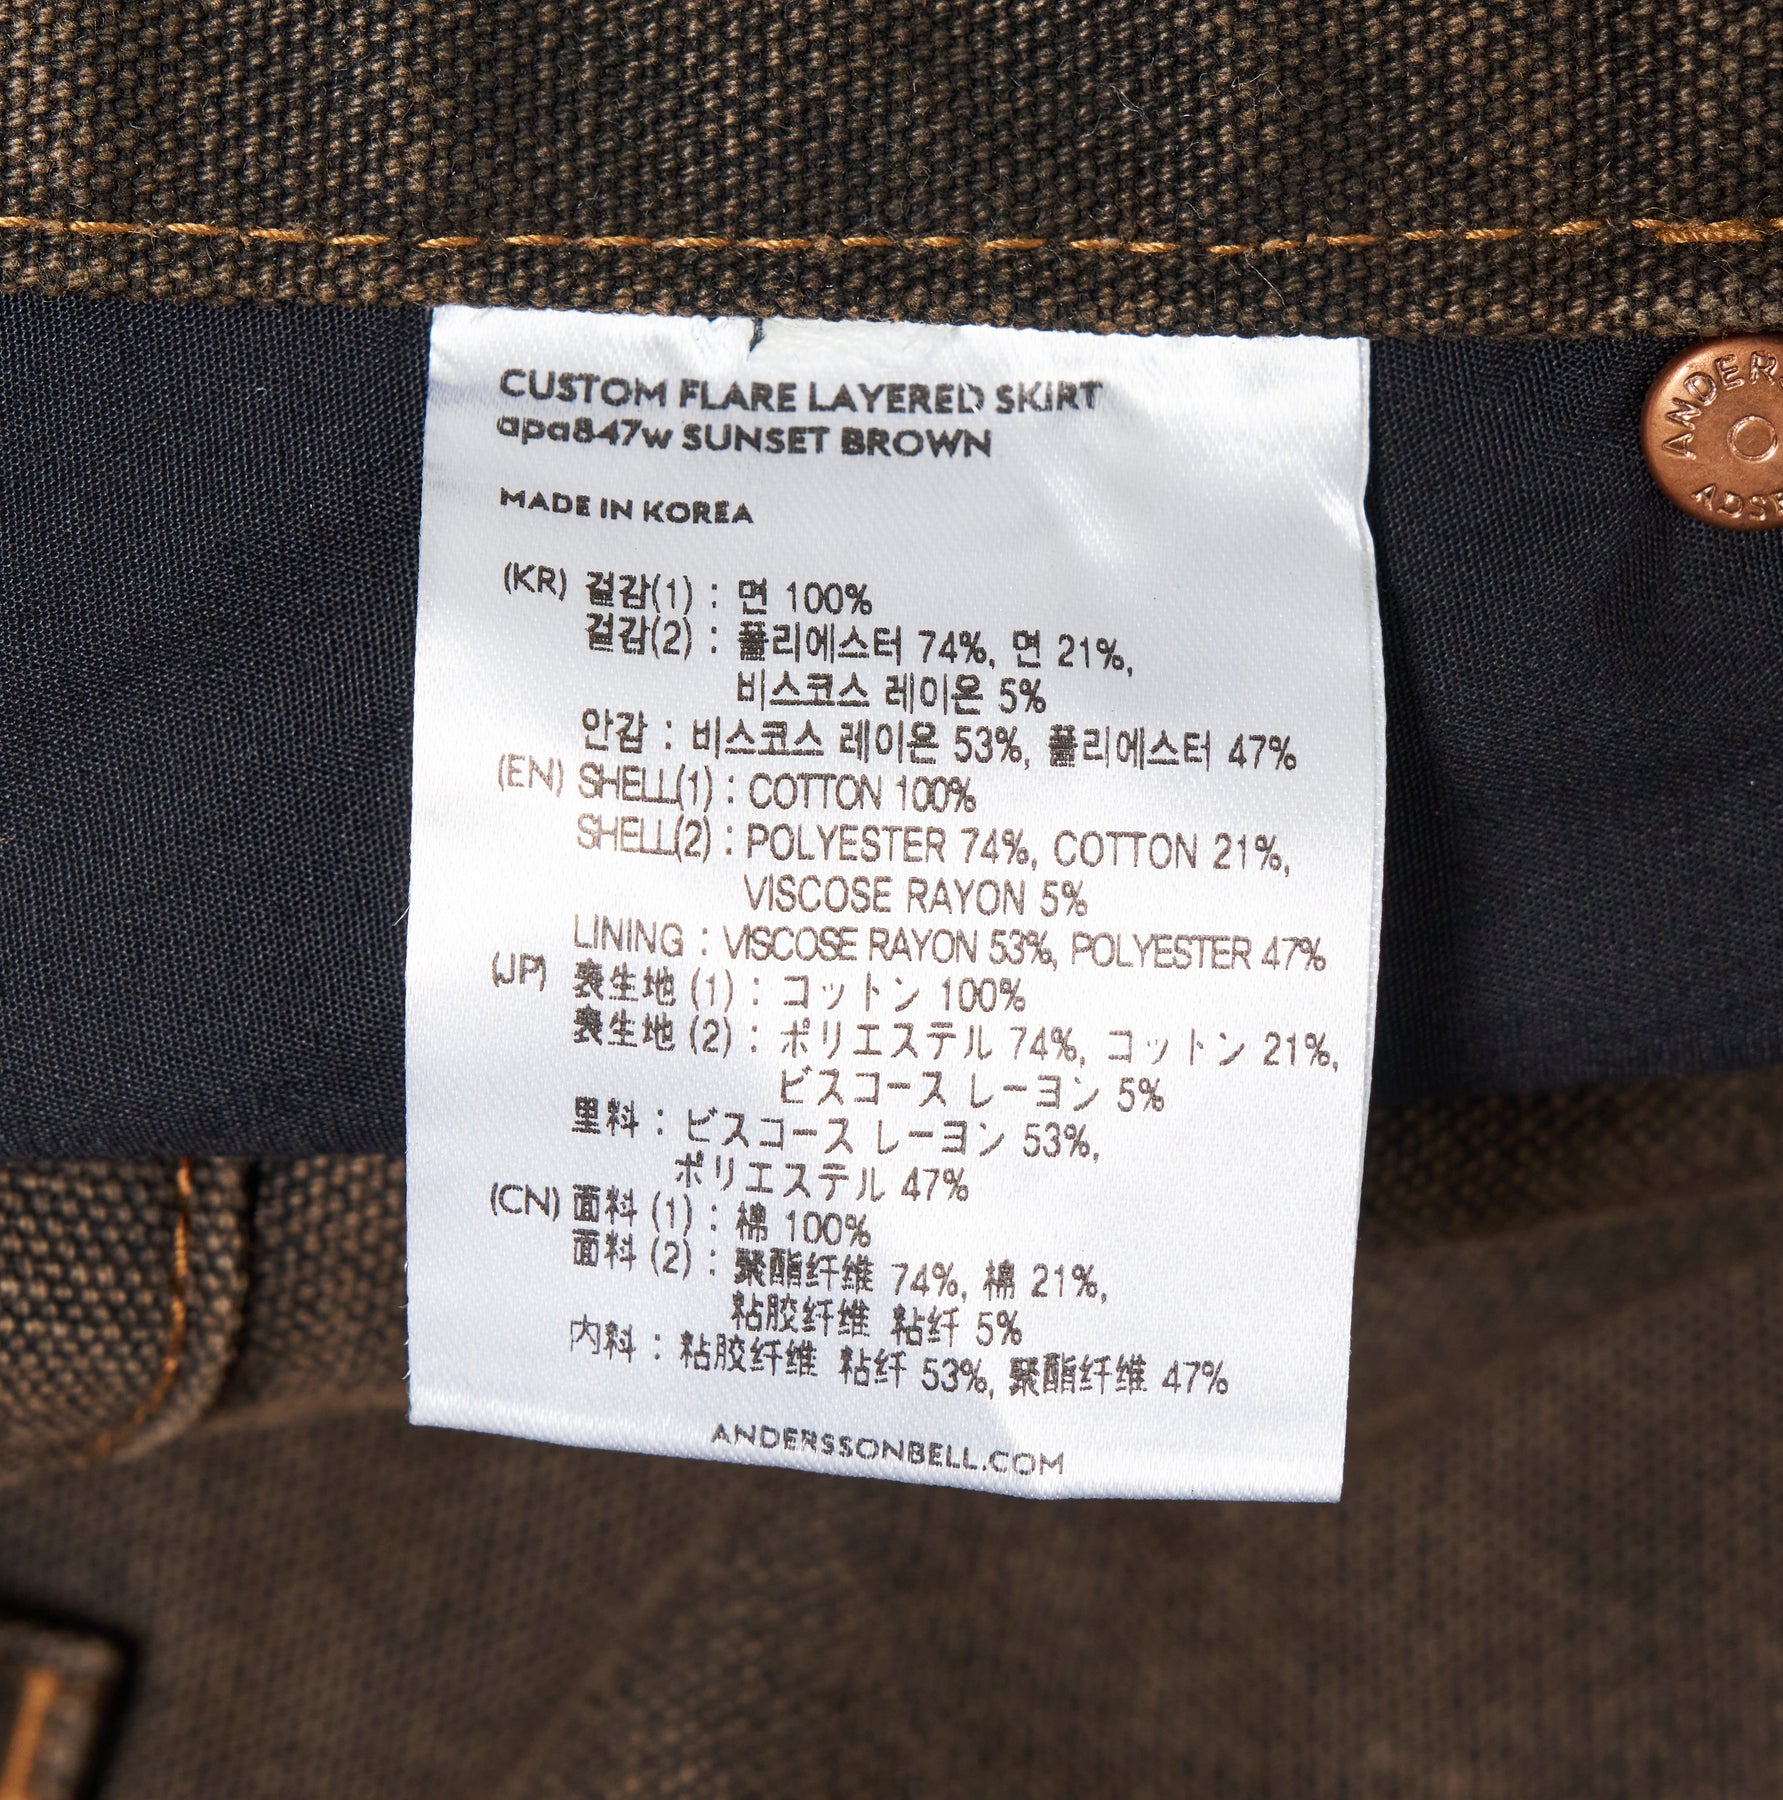 CUSTOM FLARE LAYERED SKIRT
apa847w SUNSET BROWN
MADE IN KOREA
(KR) 겉감(1) : 면 100%
겉감(2) : 폴리에스터 74%, 면 21%,
비스코스 레이온 5%
안감 : 비스코스 레이온 53%, 폴리에스터 47%
(EN) SHELL(1) : COTTON 100%
SHELL(2) : POLYESTER 74%, COTTON 21%,
VISCOSE RAYON 5%
LINING : VISCOSE RAYON 53%, POLYESTER 47%
(JP) 表生地 (1) : コットン 100%
表生地 (2) : ポリエステル 74%, コットン 21%,
ビスコース レーヨン 5%
里料 : ビスコース レーヨン 53%,
ポリエステル 47%
(CN) 面料 (1) : 棉 100%
面料 (2) : 聚酯纤维 74%, 棉 21%,
粘胶纤维 粘纤 5%
内料 : 粘胶纤维 粘纤 53%, 聚酯纤维 47%
ANDERSSONBELL.COM
ANDER
ADSB